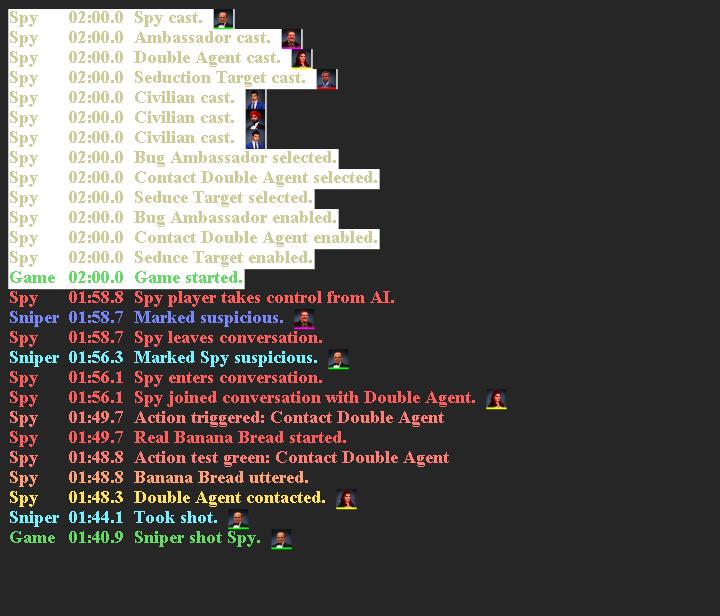 Spy 02:00.0 Spy cast.
Spy 02:00.0 Ambassador cast.
Spy 02:00.0 Double Agent cast.
Spy 02:00.0 Seduction Target cast.
Spy 02:00.0 Civilian cast.
Spy 02:00.0 Civilian cast.
Spy 02:00.0 Civilian cast.
Spy 02:00.0 Bug Ambassador selected.
Spy 02:00.0 Contact Double Agent selected.
Spy 02:00.0 Seduce Target selected.
Spy 02:00.0 Bug Ambassador enabled.
Spy 02:00.0 Contact Double Agent enabled.
Spy 02:00.0 Seduce Target enabled.
Game 02:00.0 Game started.
Spy 01:58.8 Spy player takes control from AI.
Sniper 01:58.7 Marked suspicious.
Spy 01:58.7 Spy leaves conversation.
Sniper 01:56.3 Marked Spy suspicious.
Spy 01:56.1 Spy enters conversation.
Spy 01:56.1 Spy joined conversation with Double Agent.
Spy 01:49.7 Action triggered: Contact Double Agent
Spy 01:49.7 Real Banana Bread started.
Spy 01:48.8 Action test green: Contact Double Agent
Spy 01:48.8 Banana Bread uttered.
Spy 01:48.3 Double Agent contacted.
Sniper 01:44.1 Took shot.
Game 01:40.9 Sniper shot Spy.